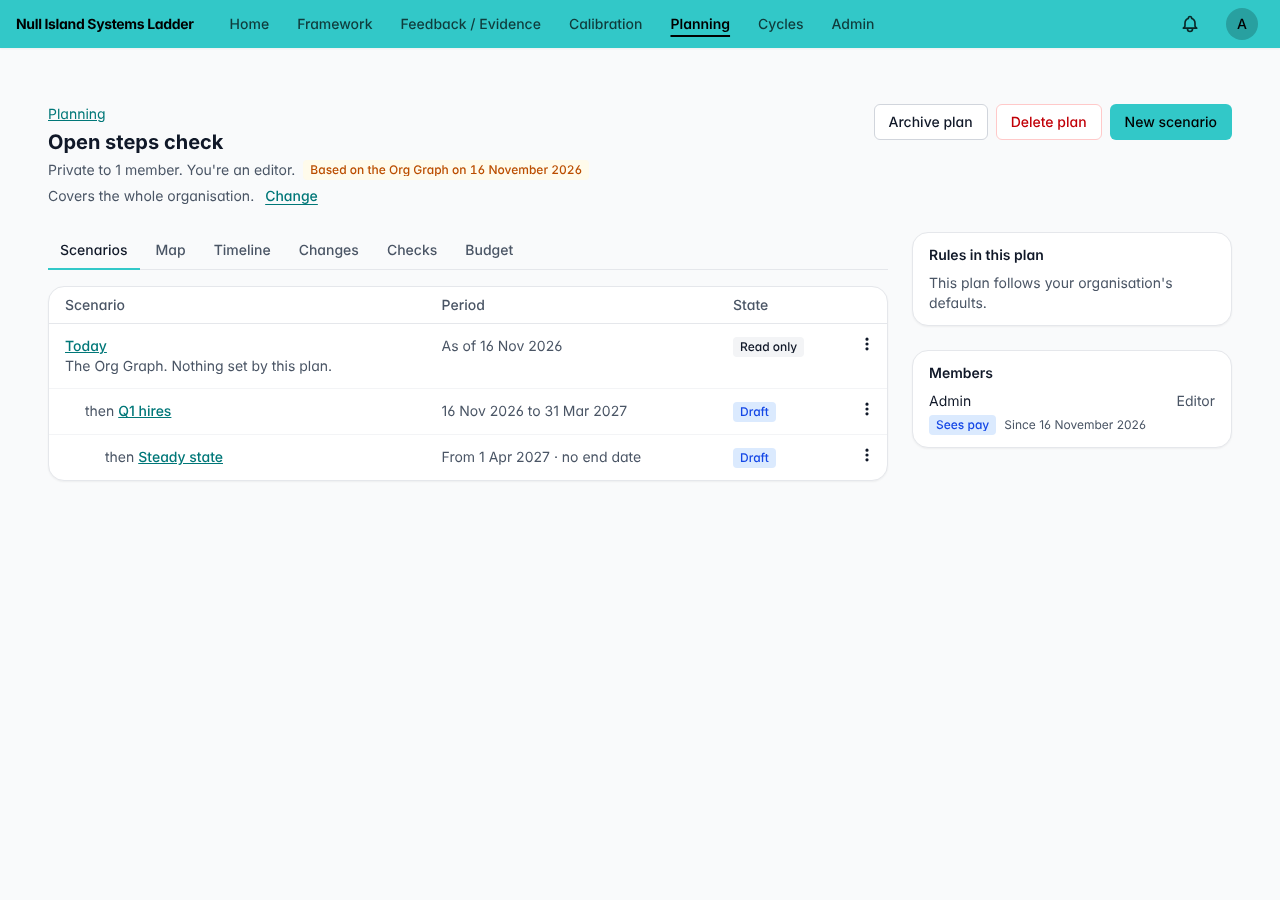 Null Island Systems Ladder Home Framework Feedback / Evidence Calibration Planning Cycles Admin A
Planning
Archive plan Delete plan New scenario
Open steps check
Private to 1 member. You're an editor. Based on the Org Graph on 16 November 2026
Covers the whole organisation. Change
Scenarios Map Timeline Changes Checks Budget
Scenario Period State
Today As of 16 Nov 2026 Read only
The Org Graph. Nothing set by this plan.
then Q1 hires 16 Nov 2026 to 31 Mar 2027 Draft
then Steady state From 1 Apr 2027 · no end date Draft
Rules in this plan
This plan follows your organisation's
defaults.
Members
Admin Editor
Sees pay Since 16 November 2026